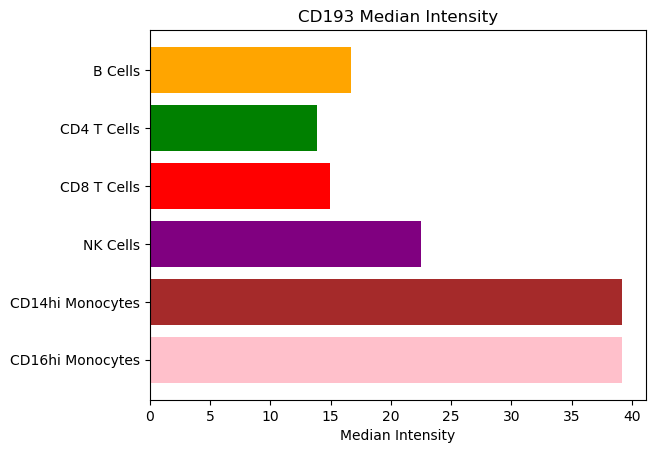 CD193 Median Intensity
B Cells
CD4 T Cells
CD8 T Cells
NK Cells
CD14hi Monocytes
CD16hi Monocytes
0 5 10 15 20 25 30 35 40
Median Intensity